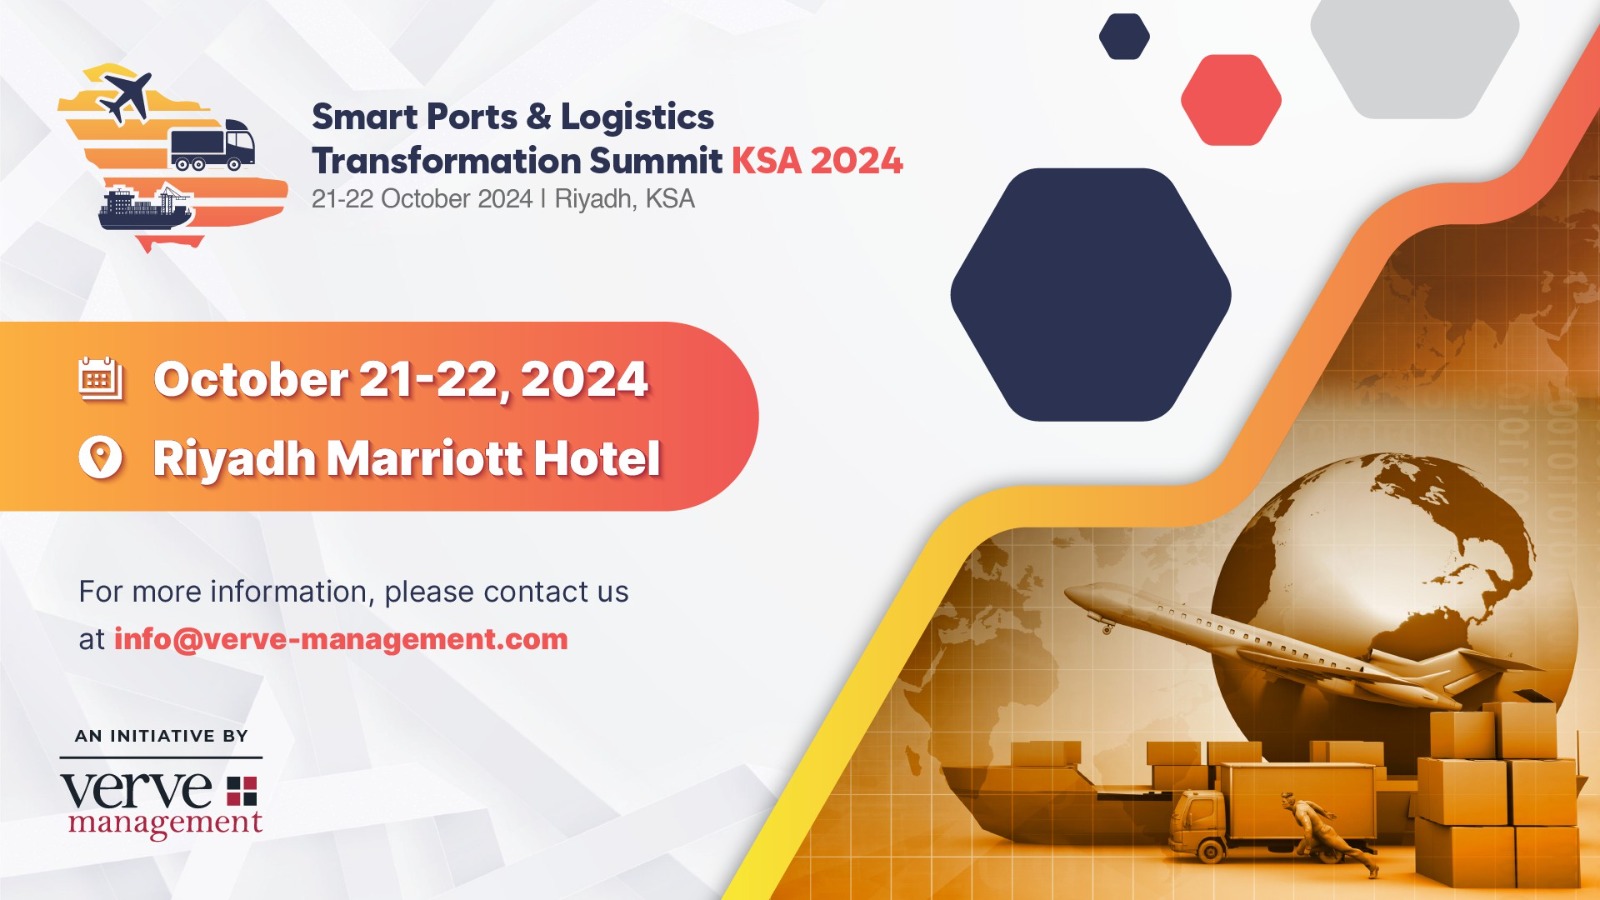 Smart Ports & Logistics
Transformation Summit KSA 2024
21-22 October 2024 | Riyadh, KSA
October 21-22, 2024
Riyadh Marriott Hotel
For more information, please contact us
at info@verve-management.com
AN INITIATIVE BY
verve
management